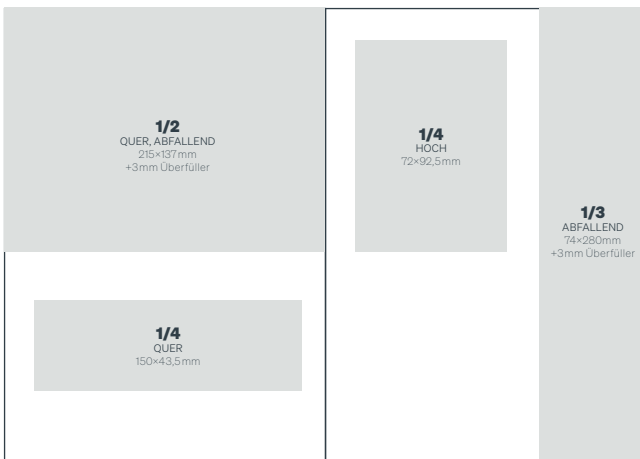 1/2
QUER, ABFALLEND
215×137mm
+3mm Überfüller
1/4
QUER
150×43,5mm
1/4
HOCH
72×92,5mm
1/3
ABFALLEND
74×280mm
+3mm Überfüller